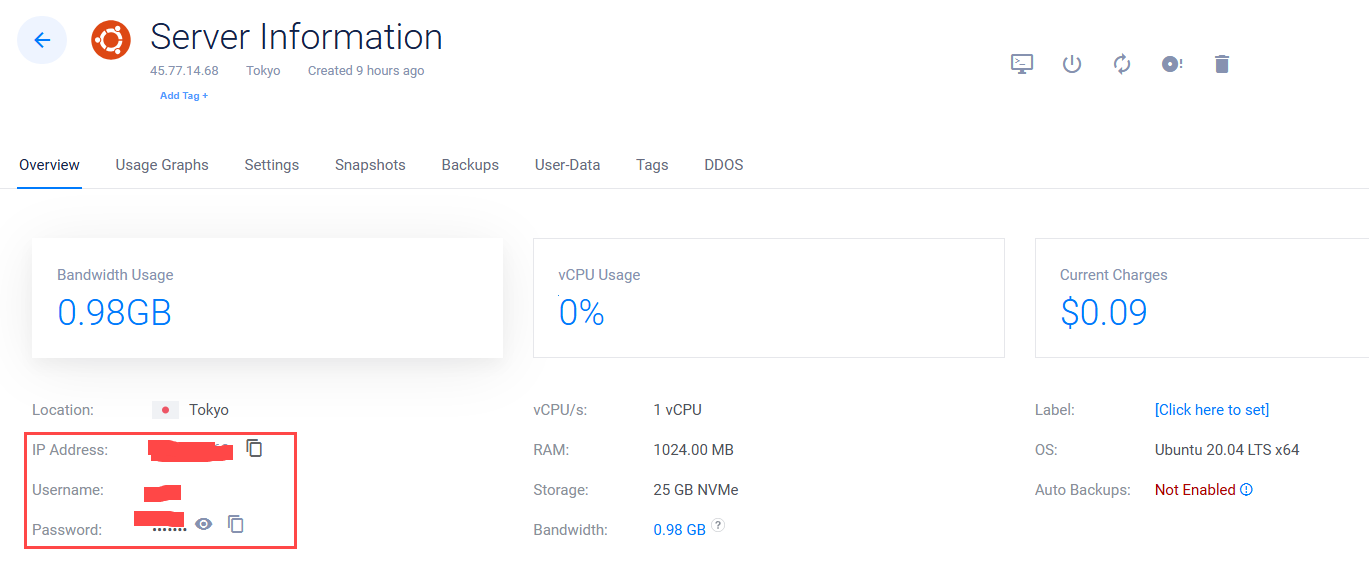 Server Information
45.77.14.68 Tokyo Created 9 hours ago
Add Tag +
Overview Usage Graphs Settings Snapshots Backups User-Data Tags DDOS
Bandwidth Usage vCPU Usage Current Charges
0.98GB 0% $0.09
Location: Tokyo vCPU/s: 1 vCPU Label: [Click here to set]
IP Address: RAM: 1024.00 MB OS: Ubuntu 20.04 LTS x64
Username: Storage: 25 GB NVMe Auto Backups: Not Enabled
Password: ••••••• Bandwidth: 0.98 GB ?